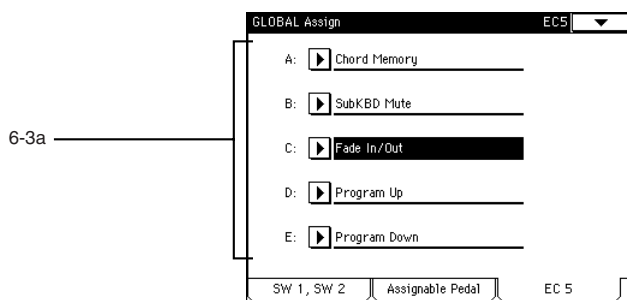 GLOBAL Assign EC5
A: Chord Memory
B: SubKBD Mute
6-3a
C: Fade In/Out
D: Program Up
E: Program Down
SW 1, SW 2 Assignable Pedal EC 5